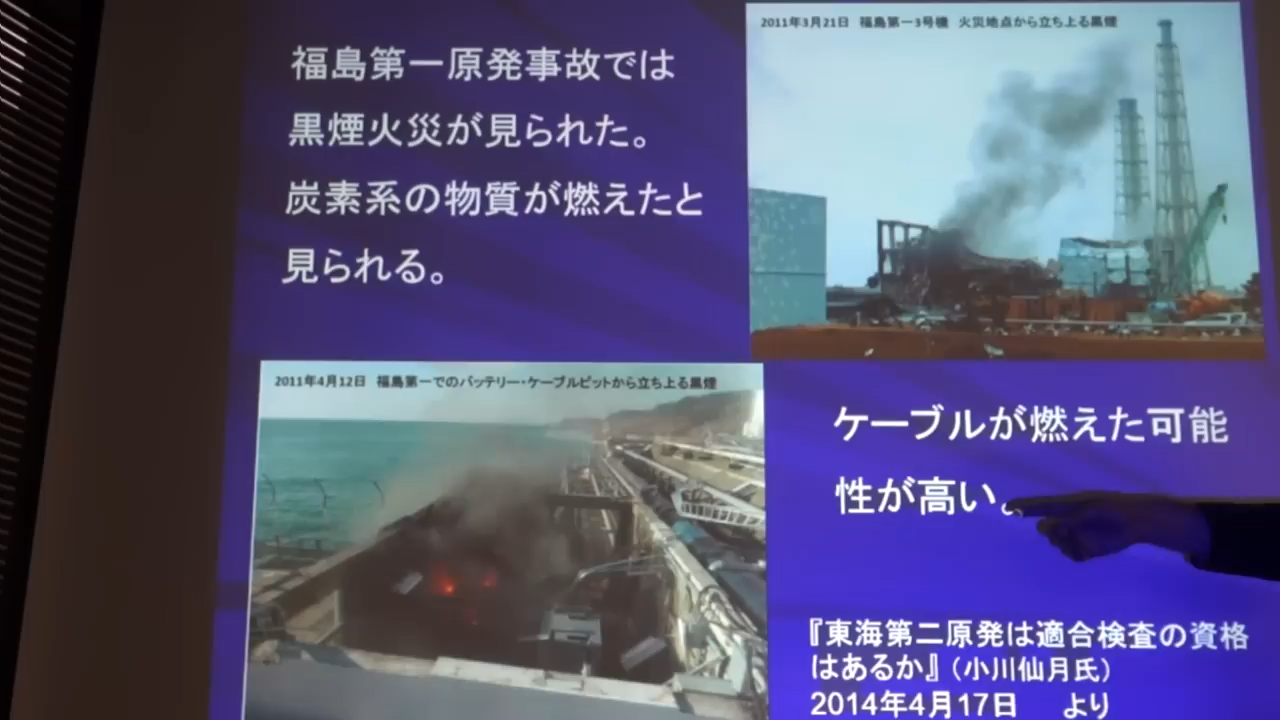 福島第一原発事故では
黒煙火災が見られた。
炭素系の物質が燃えたと
見られる。
2011年3月21日 福島第一3号機 火災地点から立ち上る黒煙
2011年4月12日 福島第一でのバッテリー・ケーブルピットから立ち上る黒煙
ケーブルが燃えた可能
性が高い。
『東海第二原発は適合検査の資格
はあるか』（小川仙月氏）
2014年4月17日 より